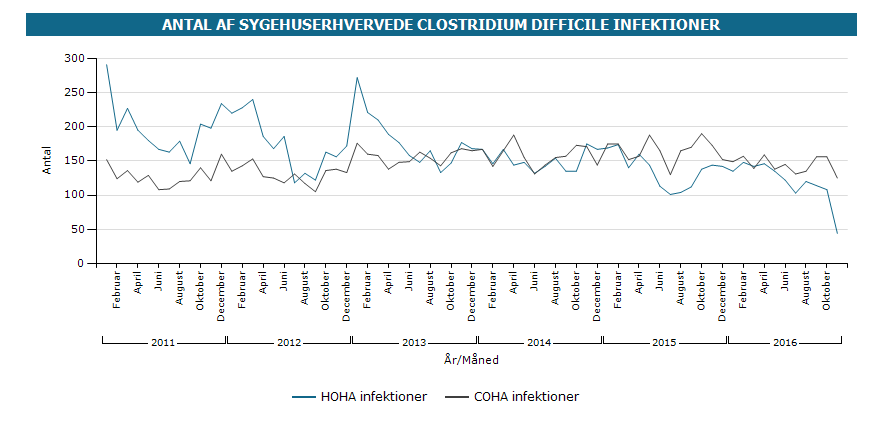 ANTAL AF SYGEHUSERHVERVEDE CLOSTRIDIUM DIFFICILE INFEKTIONER
300
250
200
150
100
50
0
Antal
Februar April Juni August Oktober December Februar April Juni August Oktober December Februar April Juni August Oktober December Februar April Juni August Oktober December Februar April Juni August Oktober December Februar April Juni August Oktober
2011 2012 2013 2014 2015 2016
År/Måned
HOHA infektioner COHA infektioner